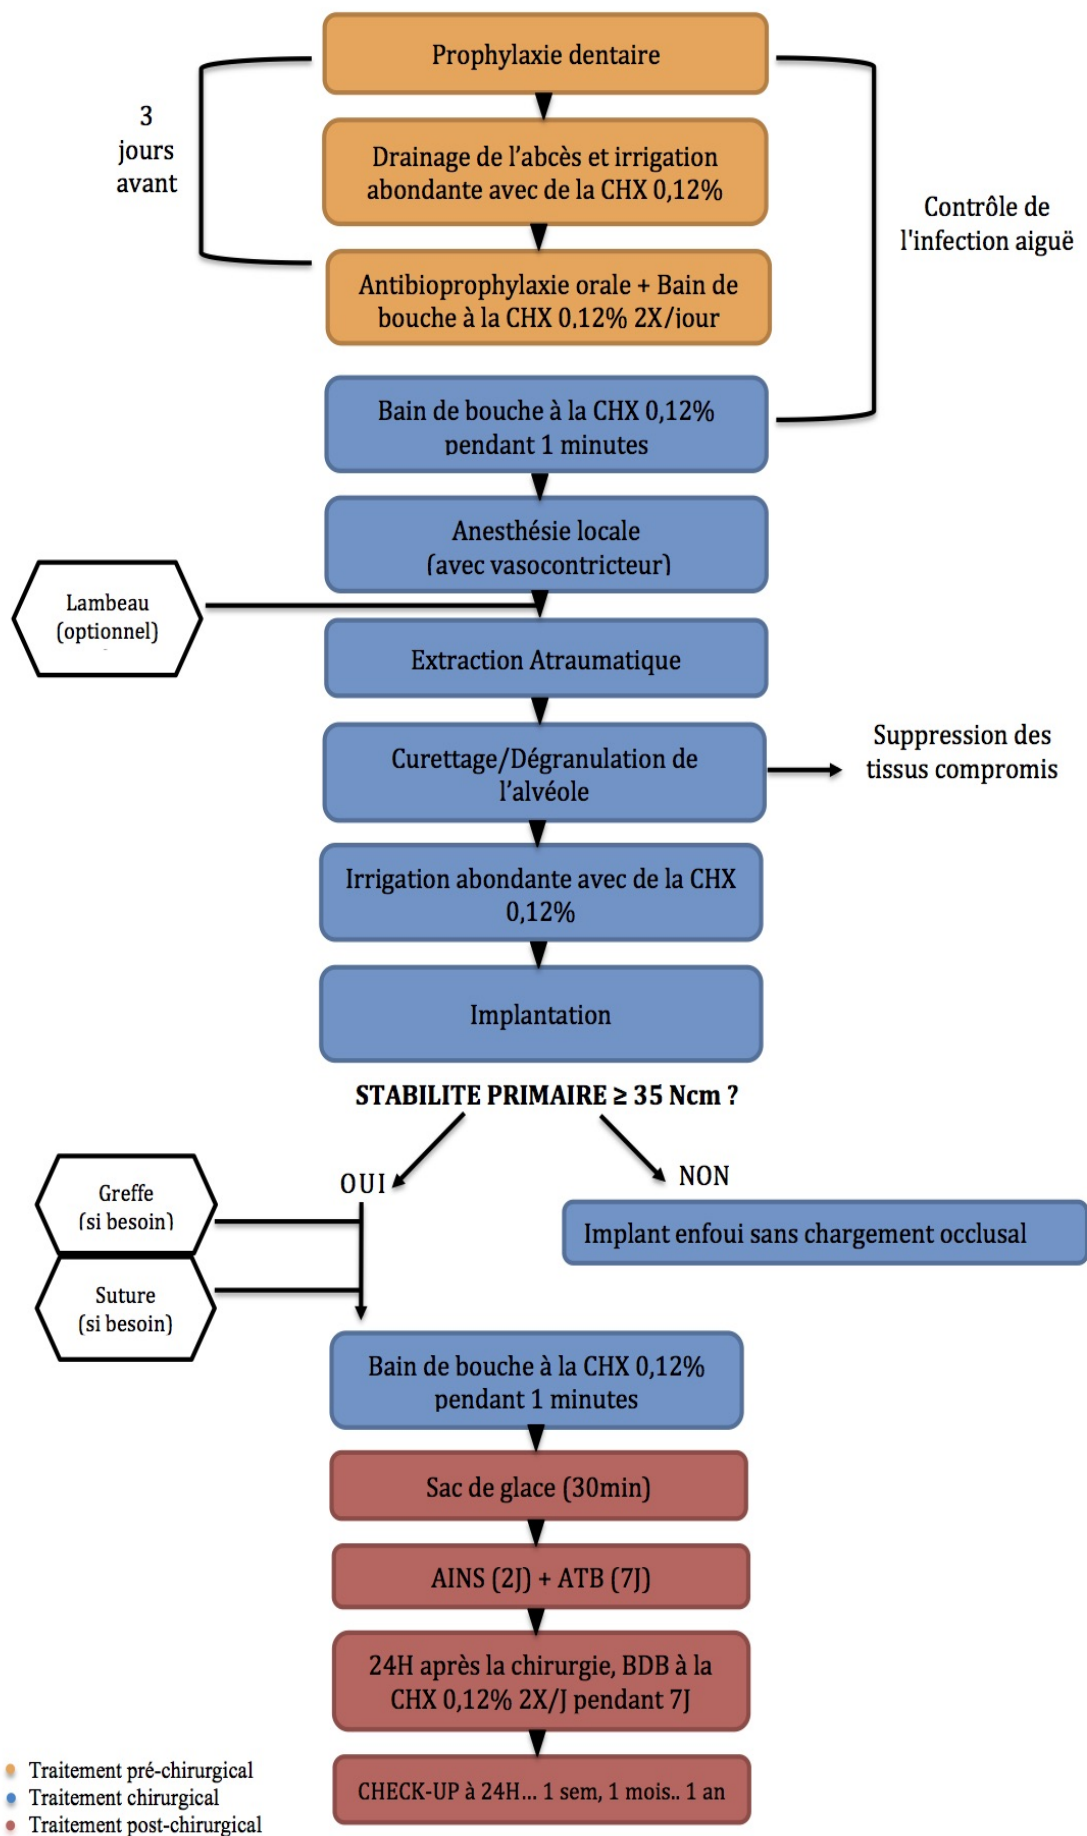 Prophylaxie dentaire
3
jours
avant
Drainage de l'abcès et irrigation
abondante avec de la CHX 0,12%
Contrôle de
l'infection aiguë
Antibioprophylaxie orale + Bain de
bouche à la CHX 0,12% 2X/jour
Bain de bouche à la CHX 0,12%
pendant 1 minutes
Anesthésie locale
(avec vasocontricteur)
Lambeau
(optionnel)
Extraction Atraumatique
Curettage/Dégranulation de
l'alvéole
Suppression des
tissus compromis
Irrigation abondante avec de la CHX
0,12%
Implantation
STABILITE PRIMAIRE ≥ 35 Ncm ?
OUI
NON
Greffe
(si besoin)
Implant enfoui sans chargement occlusal
Suture
(si besoin)
Bain de bouche à la CHX 0,12%
pendant 1 minutes
Sac de glace (30min)
AINS (2J) + ATB (7J)
24H après la chirurgie, BDB à la
CHX 0,12% 2X/J pendant 7J
CHECK-UP à 24H... 1 sem, 1 mois.. 1 an
Traitement pré-chirurgical
Traitement chirurgical
Traitement post-chirurgical